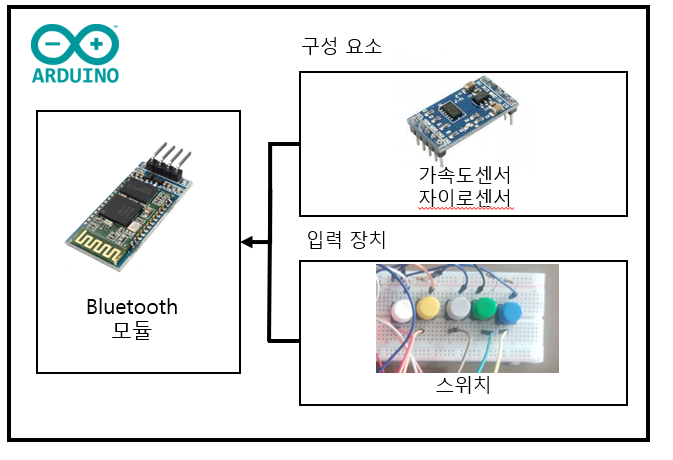 ARDUINO
구성 요소
가속도센서
자이로센서
Bluetooth
모듈
입력 장치
스위치